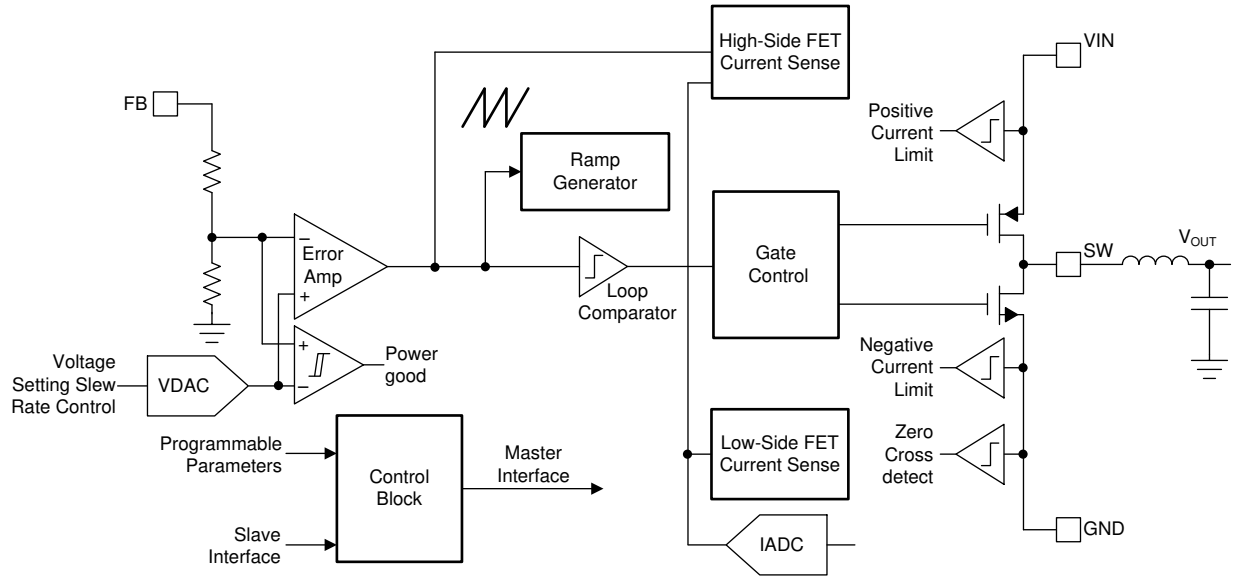 High-Side FET
Current Sense
VIN
FB
Positive
Current
Limit
Ramp
Generator
Gate
Control
SW
VOUT
−
Error
Amp
+
Loop
Comparator
+
−
Power
good
Voltage
Setting Slew
Rate Control
VDAC
Negative
Current
Limit
Programmable
Parameters
Control
Block
Master
Interface
Low-Side FET
Current Sense
Zero
Cross
detect
Slave
Interface
IADC
GND